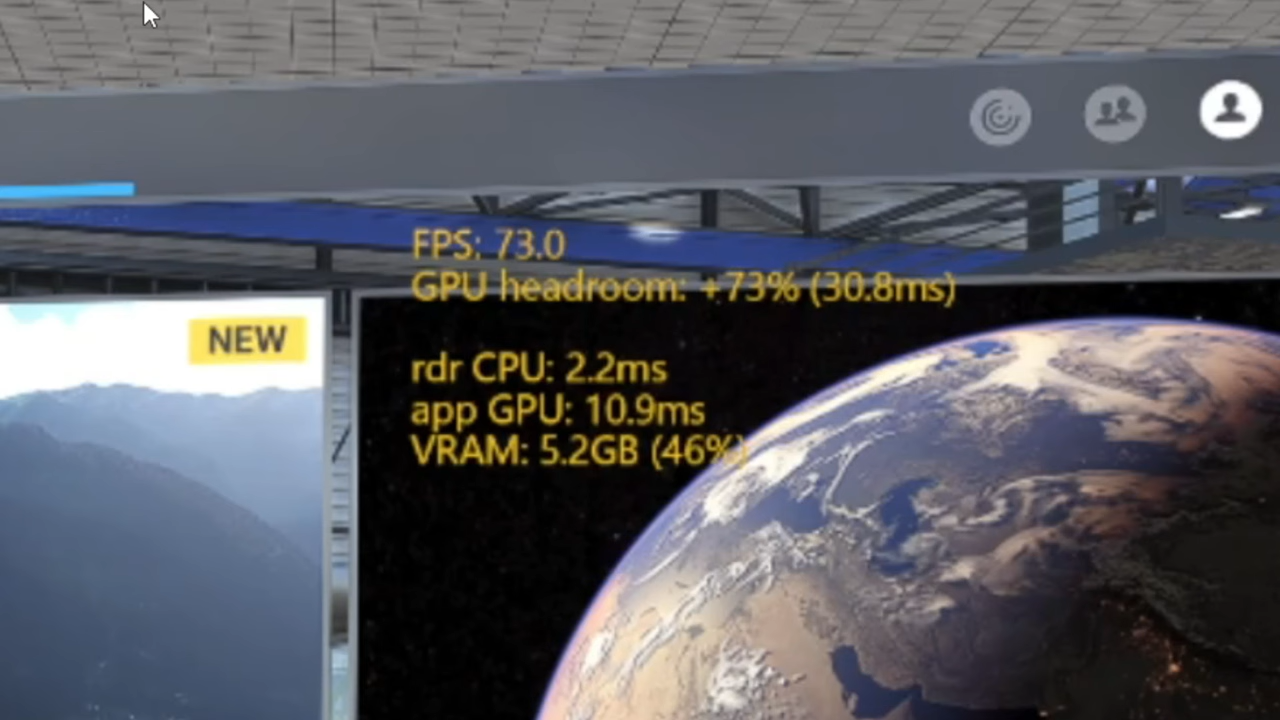 FPS: 73.0
GPU headroom: +73% (30.8ms)
NEW
rdr CPU: 2.2ms
app GPU: 10.9ms
VRAM: 5.2GB (46%)